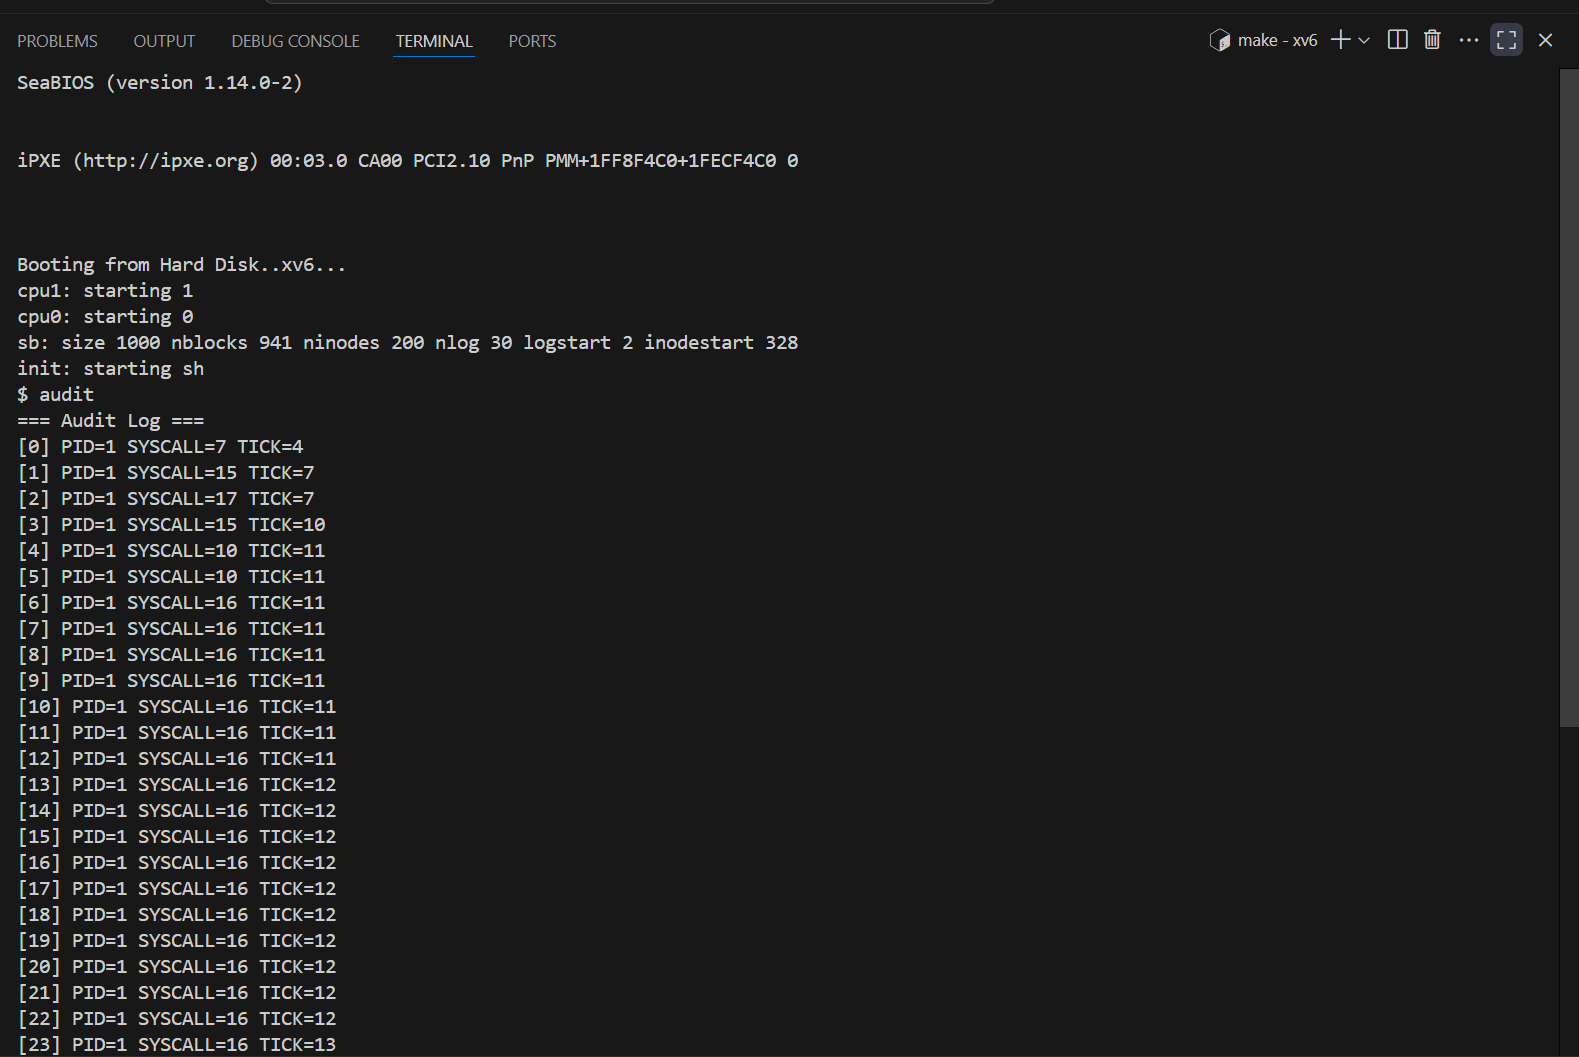 PROBLEMS OUTPUT DEBUG CONSOLE TERMINAL PORTS make - xv6
SeaBIOS (version 1.14.0-2)
iPXE (http://ipxe.org) 00:03.0 CA00 PCI2.10 PnP PMM+1FF8F4C0+1FECF4C0 0
Booting from Hard Disk..xv6...
cpu1: starting 1
cpu0: starting 0
sb: size 1000 nblocks 941 ninodes 200 nlog 30 logstart 2 inodestart 328
init: starting sh
$ audit
=== Audit Log ===
[0] PID=1 SYSCALL=7 TICK=4
[1] PID=1 SYSCALL=15 TICK=7
[2] PID=1 SYSCALL=17 TICK=7
[3] PID=1 SYSCALL=15 TICK=10
[4] PID=1 SYSCALL=10 TICK=11
[5] PID=1 SYSCALL=10 TICK=11
[6] PID=1 SYSCALL=16 TICK=11
[7] PID=1 SYSCALL=16 TICK=11
[8] PID=1 SYSCALL=16 TICK=11
[9] PID=1 SYSCALL=16 TICK=11
[10] PID=1 SYSCALL=16 TICK=11
[11] PID=1 SYSCALL=16 TICK=11
[12] PID=1 SYSCALL=16 TICK=11
[13] PID=1 SYSCALL=16 TICK=12
[14] PID=1 SYSCALL=16 TICK=12
[15] PID=1 SYSCALL=16 TICK=12
[16] PID=1 SYSCALL=16 TICK=12
[17] PID=1 SYSCALL=16 TICK=12
[18] PID=1 SYSCALL=16 TICK=12
[19] PID=1 SYSCALL=16 TICK=12
[20] PID=1 SYSCALL=16 TICK=12
[21] PID=1 SYSCALL=16 TICK=12
[22] PID=1 SYSCALL=16 TICK=12
[23] PID=1 SYSCALL=16 TICK=13